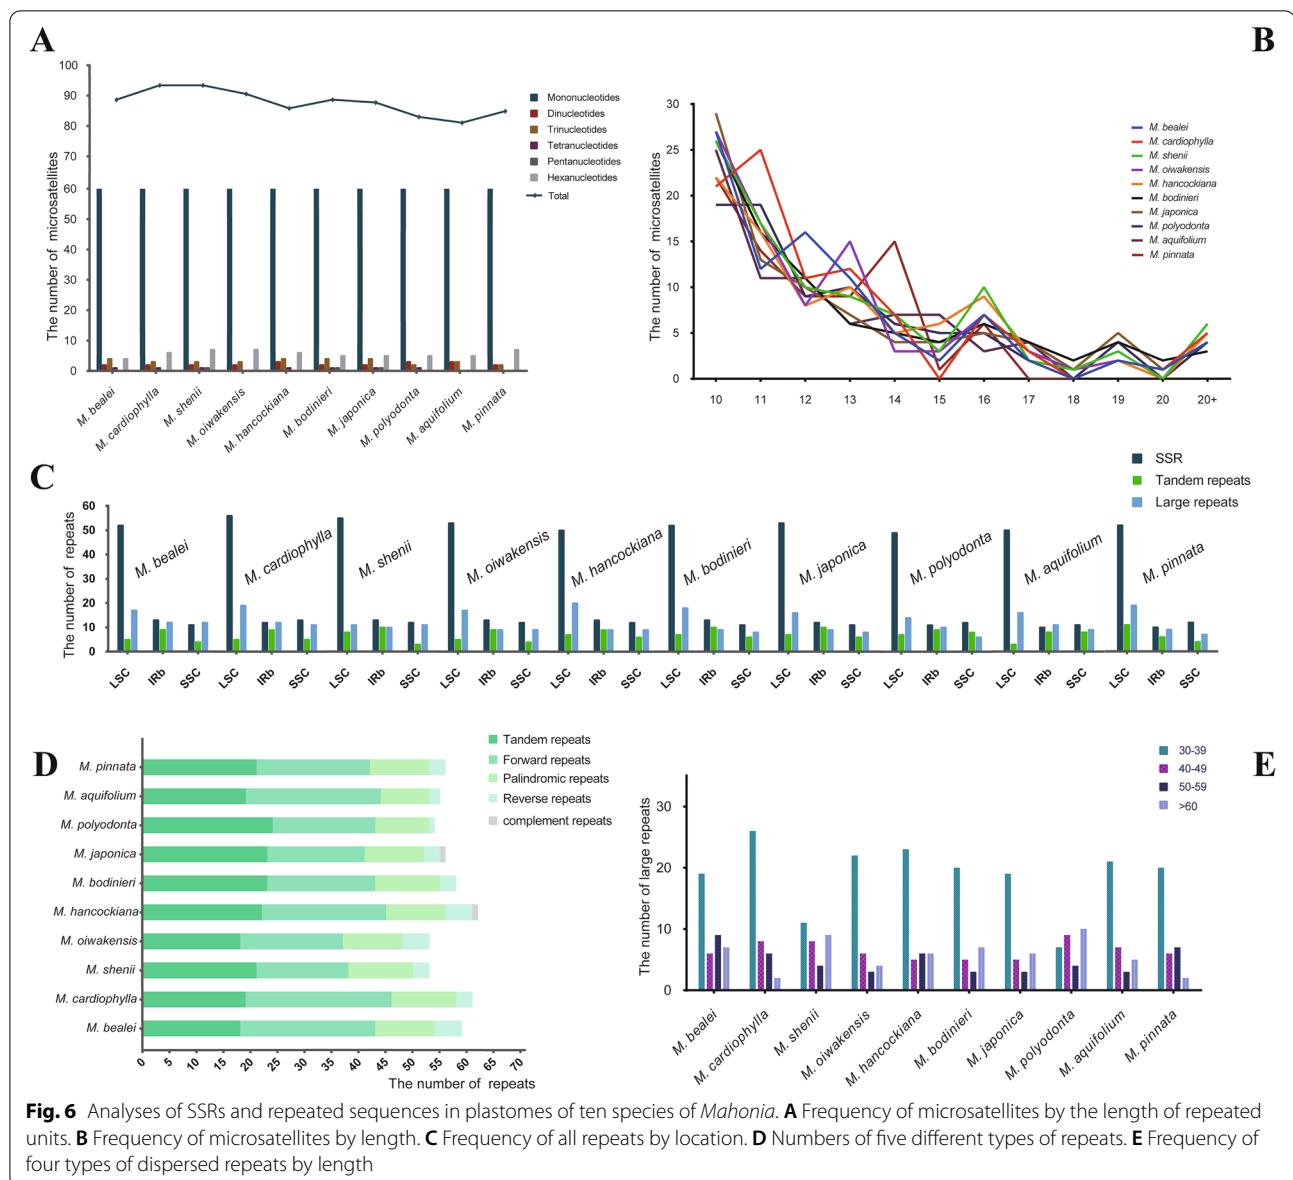 A
B
100
90
80
70
60
50
40
30
20
10
0
The number of microsatellites
Mononucleotides
Dinucleotides
Trinucleotides
Tetranucleotides
Pentanucleotides
Hexanucleotides
Total
M. bealei
M. cardiophylla
M. shenii
M. oiwakensis
M. hancockiana
M. bodinieri
M. japonica
M. polyodonta
M. aquifolium
M. pinnata
30
25
20
15
10
5
0
The number of microsatellites
M. bealei
M. cardiophylla
M. shenii
M. oiwakensis
M. hancockiana
M. bodinieri
M. japonica
M. polyodonta
M. aquifolium
M. pinnata
10 11 12 13 14 15 16 17 18 19 20 20+
C
SSR
Tandem repeats
Large repeats
60
50
40
30
20
10
0
The number of repeats
M. bealei
M. cardiophylla
M. shenii
M. oiwakensis
M. hancockiana
M. bodinieri
M. japonica
M. polyodonta
M. aquifolium
M. pinnata
LSC IRb SSC LSC IRb SSC LSC IRb SSC LSC IRb SSC LSC IRb SSC LSC IRb SSC LSC IRb SSC LSC IRb SSC LSC IRb SSC LSC IRb SSC
D
Tandem repeats
Forward repeats
Palindromic repeats
Reverse repeats
complement repeats
M. pinnata
M. aquifolium
M. polyodonta
M. japonica
M. bodinieri
M. hancockiana
M. oiwakensis
M. shenii
M. cardiophylla
M. bealei
0 5 10 15 20 25 30 35 40 45 50 55 60 65 70
The number of repeats
E
30-39
40-49
50-59
>60
30
20
10
0
The number of large repeats
M. bealei
M. cardiophylla
M. shenii
M. oiwakensis
M. hancockiana
M. bodinieri
M. japonica
M. polyodonta
M. aquifolium
M. pinnata
Fig. 6 Analyses of SSRs and repeated sequences in plastomes of ten species of Mahonia. A Frequency of microsatellites by the length of repeated
units. B Frequency of microsatellites by length. C Frequency of all repeats by location. D Numbers of five different types of repeats. E Frequency of
four types of dispersed repeats by length